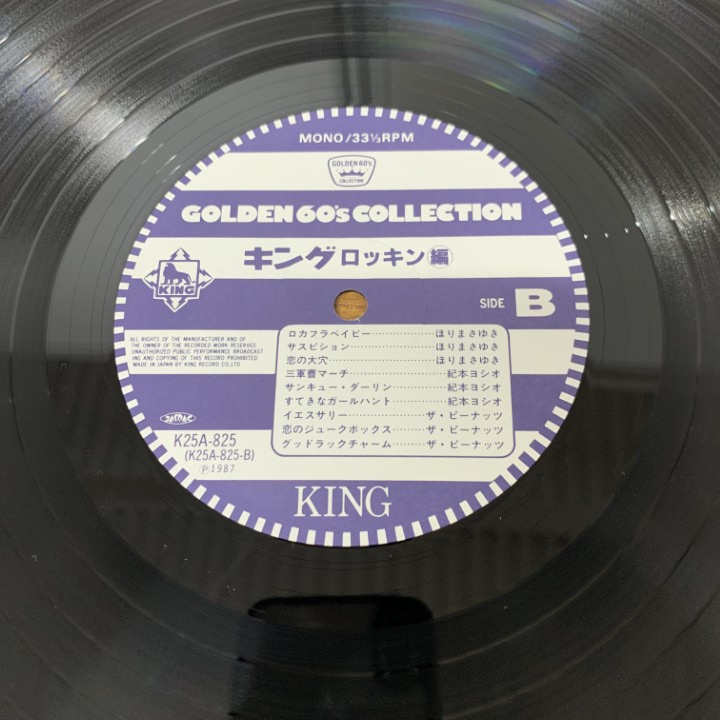 MONO/33⅓RPM
GOLDEN 60's
COLLECTION
GOLDEN 60's COLLECTION
キング ロッキン 編
KING
SIDE B
ロカフラベイビー………………ほりまさゆき
サスピション……………………ほりまさゆき
恋の大穴…………………………ほりまさゆき
三軍曹マーチ……………………紀本ヨシオ
サンキュー・ダーリン…………紀本ヨシオ
すてきなガールハント…………紀本ヨシオ
イエスサリー……………………ザ・ピーナッツ
恋のジュークボックス…………ザ・ピーナッツ
グッドラックチャーム…………ザ・ピーナッツ
ALL RIGHTS OF THE MANUFACTURER AND OF
THE OWNER OF THE RECORDED WORK RESERVED
UNAUTHORIZED PUBLIC PERFORMANCE BROADCAST
ING AND COPYING OF THIS RECORD PROHIBITED
MADE IN JAPAN BY KING RECORD CO.LTD.
JASRAC
K25A-825
(K25A-825-B)
Ⓟ1987
KING